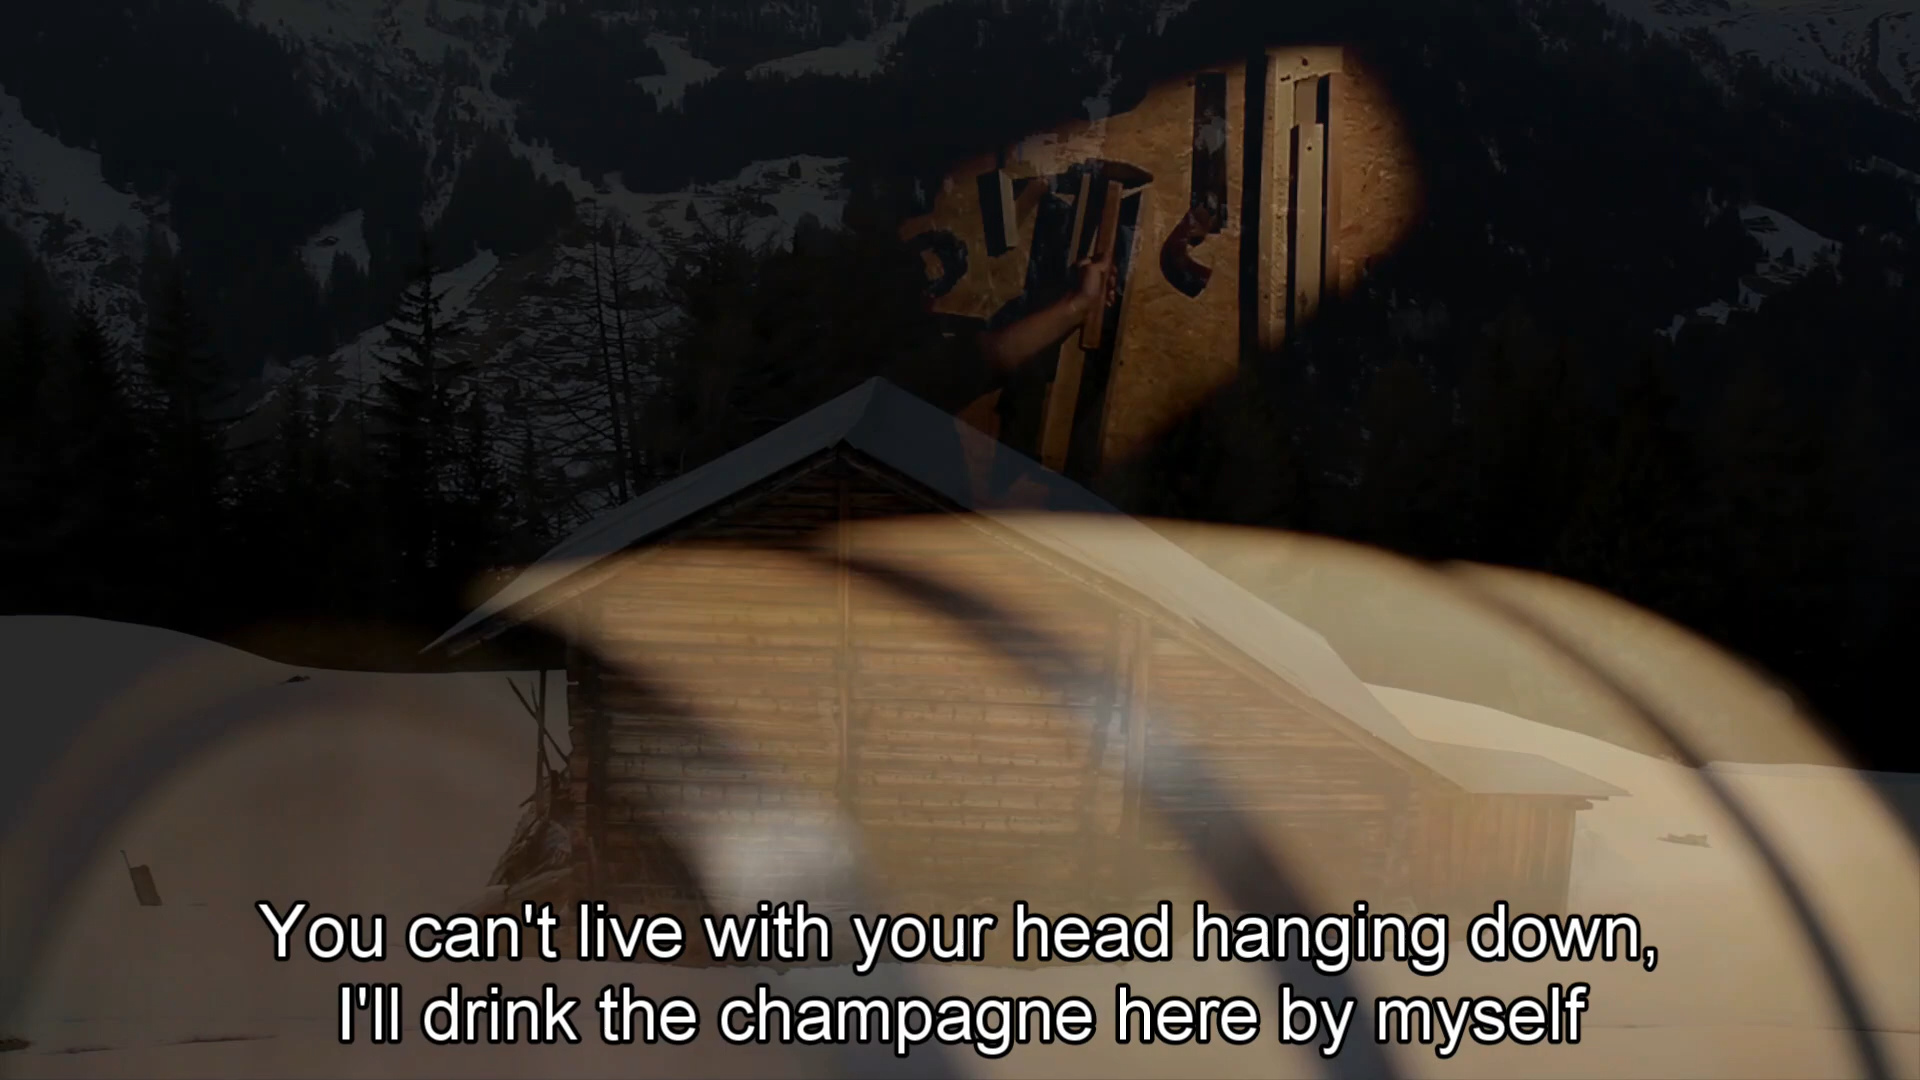 You can't live with your head hanging down,
I'll drink the champagne here by myself